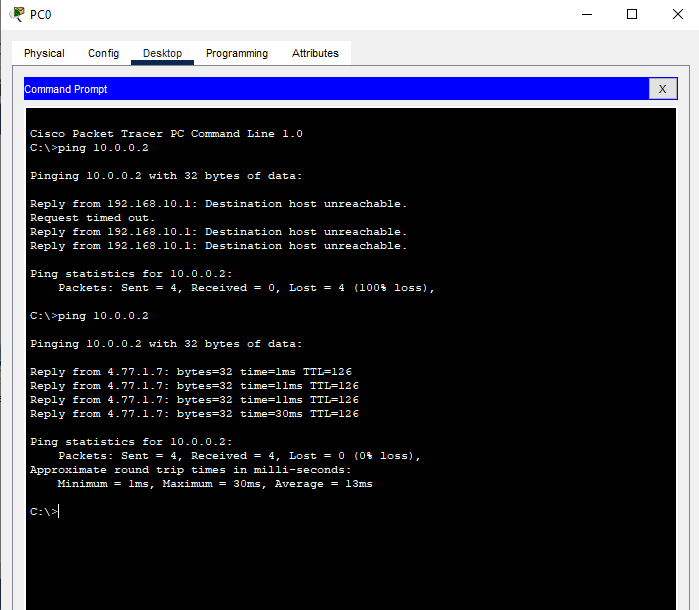 PC0
Physical Config Desktop Programming Attributes
Command Prompt X
Cisco Packet Tracer PC Command Line 1.0
C:\>ping 10.0.0.2
Pinging 10.0.0.2 with 32 bytes of data:
Reply from 192.168.10.1: Destination host unreachable.
Request timed out.
Reply from 192.168.10.1: Destination host unreachable.
Reply from 192.168.10.1: Destination host unreachable.
Ping statistics for 10.0.0.2:
Packets: Sent = 4, Received = 0, Lost = 4 (100% loss),
C:\>ping 10.0.0.2
Pinging 10.0.0.2 with 32 bytes of data:
Reply from 4.77.1.7: bytes=32 time=1ms TTL=126
Reply from 4.77.1.7: bytes=32 time=11ms TTL=126
Reply from 4.77.1.7: bytes=32 time=11ms TTL=126
Reply from 4.77.1.7: bytes=32 time=30ms TTL=126
Ping statistics for 10.0.0.2:
Packets: Sent = 4, Received = 4, Lost = 0 (0% loss),
Approximate round trip times in milli-seconds:
Minimum = 1ms, Maximum = 30ms, Average = 13ms
C:\>